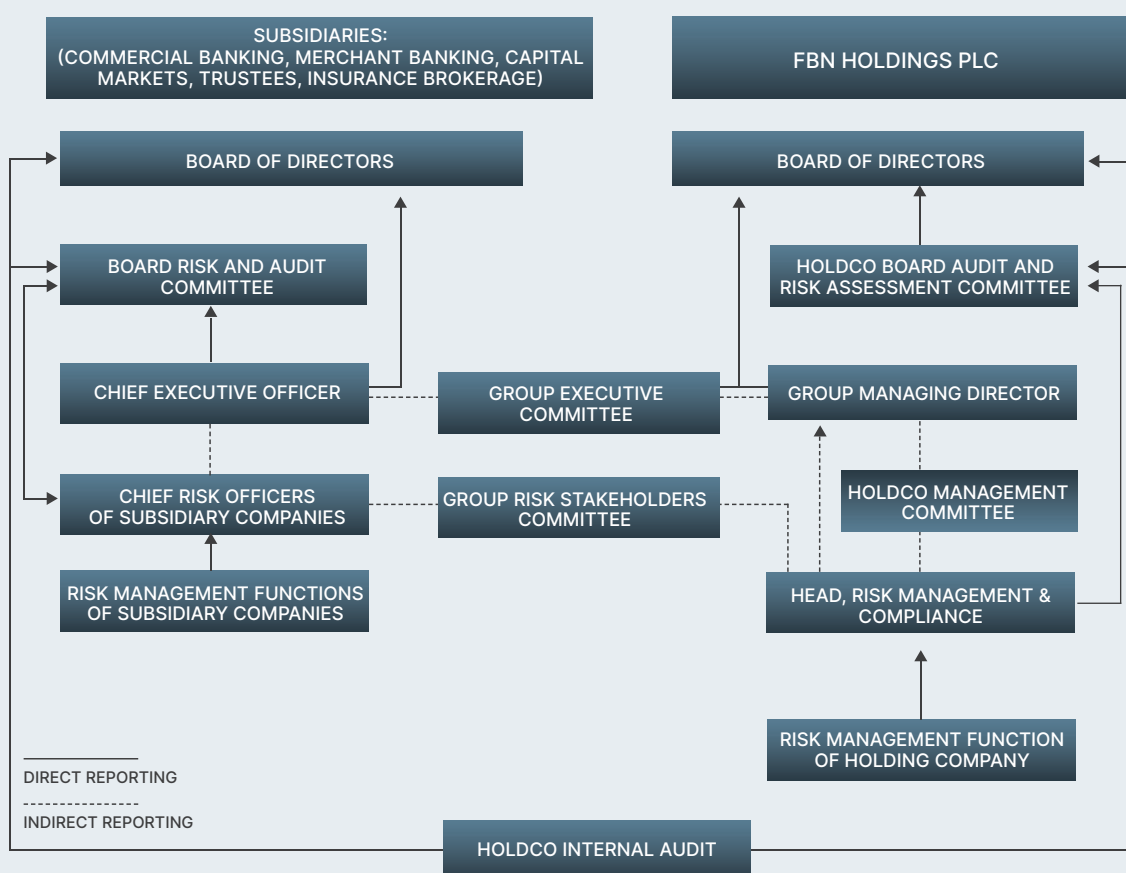 SUBSIDIARIES:
(COMMERCIAL BANKING, MERCHANT BANKING, CAPITAL
MARKETS, TRUSTEES, INSURANCE BROKERAGE)
FBN HOLDINGS PLC
BOARD OF DIRECTORS
BOARD OF DIRECTORS
BOARD RISK AND AUDIT
COMMITTEE
HOLDCO BOARD AUDIT AND
RISK ASSESSMENT COMMITTEE
CHIEF EXECUTIVE OFFICER
GROUP EXECUTIVE
COMMITTEE
GROUP MANAGING DIRECTOR
CHIEF RISK OFFICERS
OF SUBSIDIARY COMPANIES
GROUP RISK STAKEHOLDERS
COMMITTEE
HOLDCO MANAGEMENT
COMMITTEE
RISK MANAGEMENT FUNCTIONS
OF SUBSIDIARY COMPANIES
HEAD, RISK MANAGEMENT &
COMPLIANCE
RISK MANAGEMENT FUNCTION
OF HOLDING COMPANY
DIRECT REPORTING
INDIRECT REPORTING
HOLDCO INTERNAL AUDIT